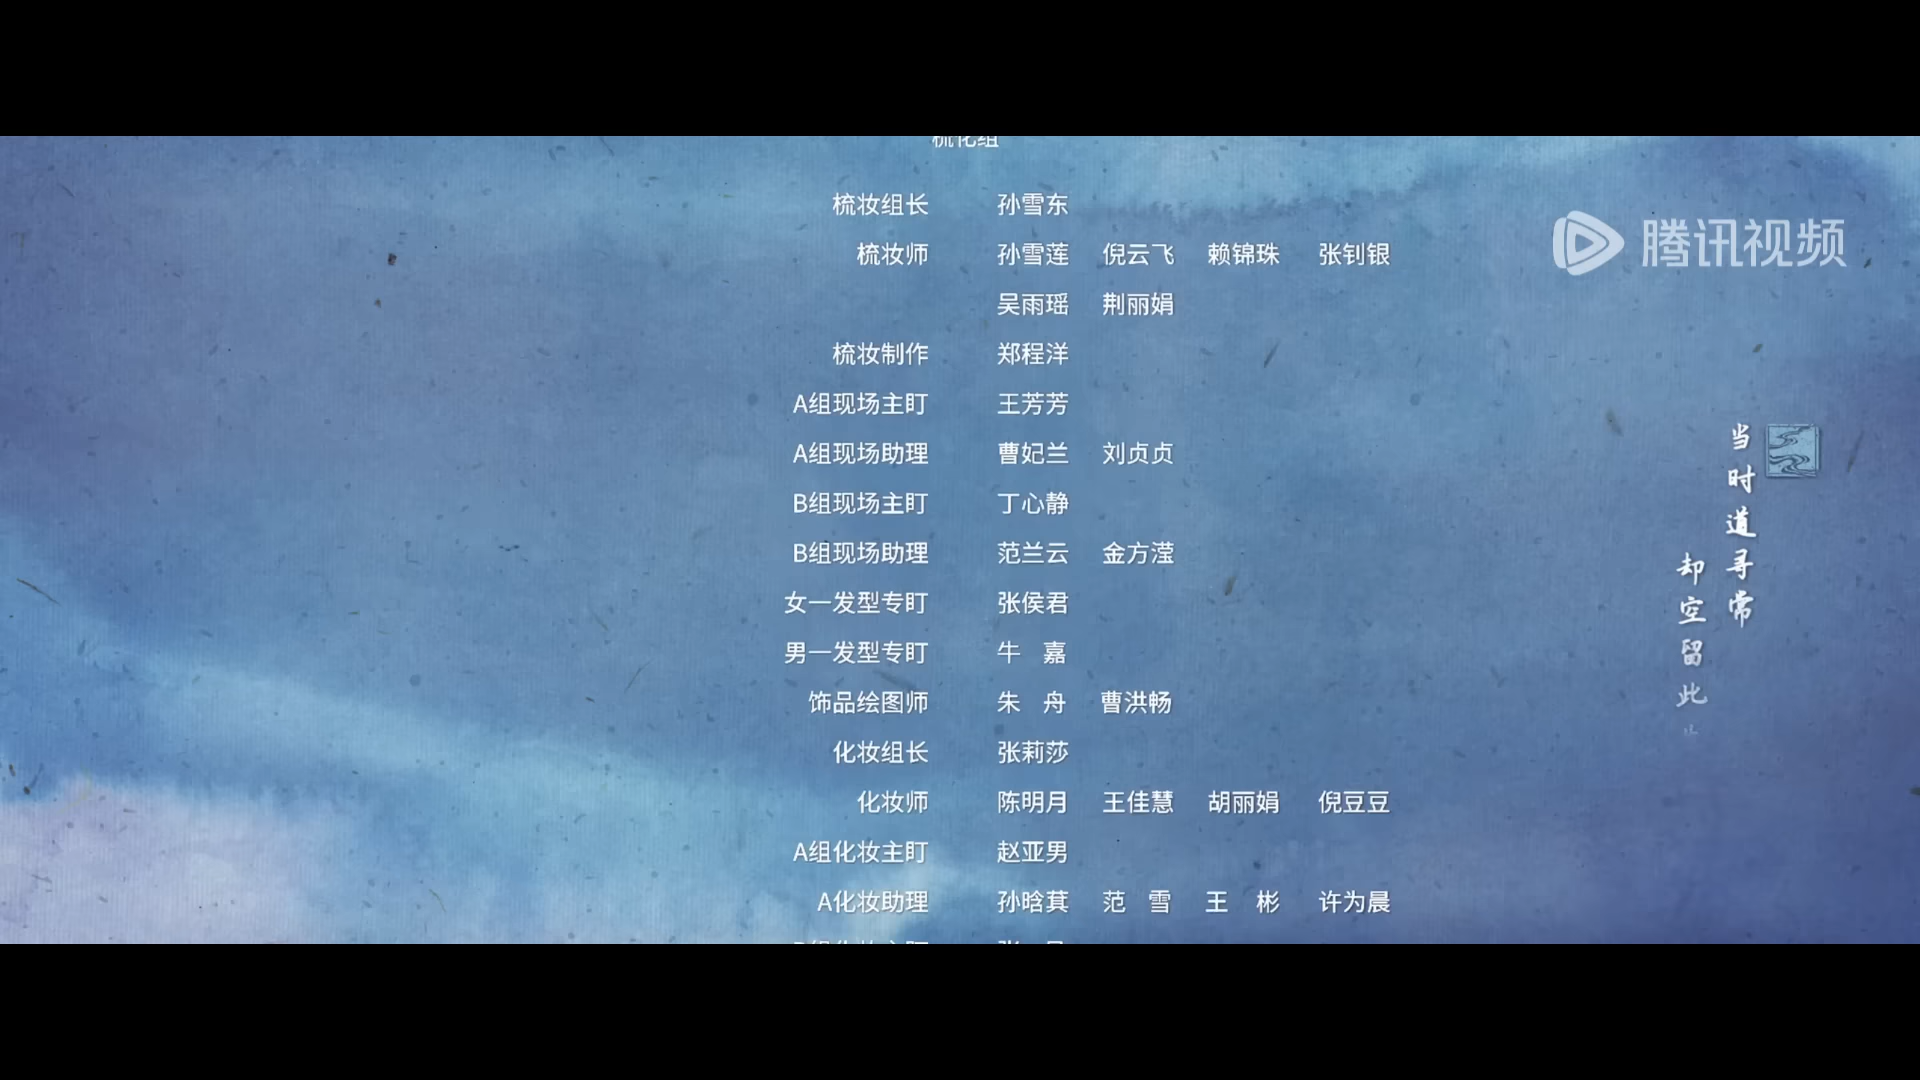 梳化组
梳妆组长 孙雪东
梳妆师 孙雪莲 倪云飞 赖锦珠 张钊银
吴雨瑶 荆丽娟
梳妆制作 郑程洋
A组现场主盯 王芳芳
A组现场助理 曹妃兰 刘贞贞
B组现场主盯 丁心静
B组现场助理 范兰云 金方滢
女一发型专盯 张侯君
男一发型专盯 牛 嘉
饰品绘图师 朱 舟 曹洪畅
化妆组长 张莉莎
化妆师 陈明月 王佳慧 胡丽娟 倪豆豆
A组化妆主盯 赵亚男
A化妆助理 孙晗萁 范 雪 王 彬 许为晨
腾讯视频
当时道寻常
却空留此